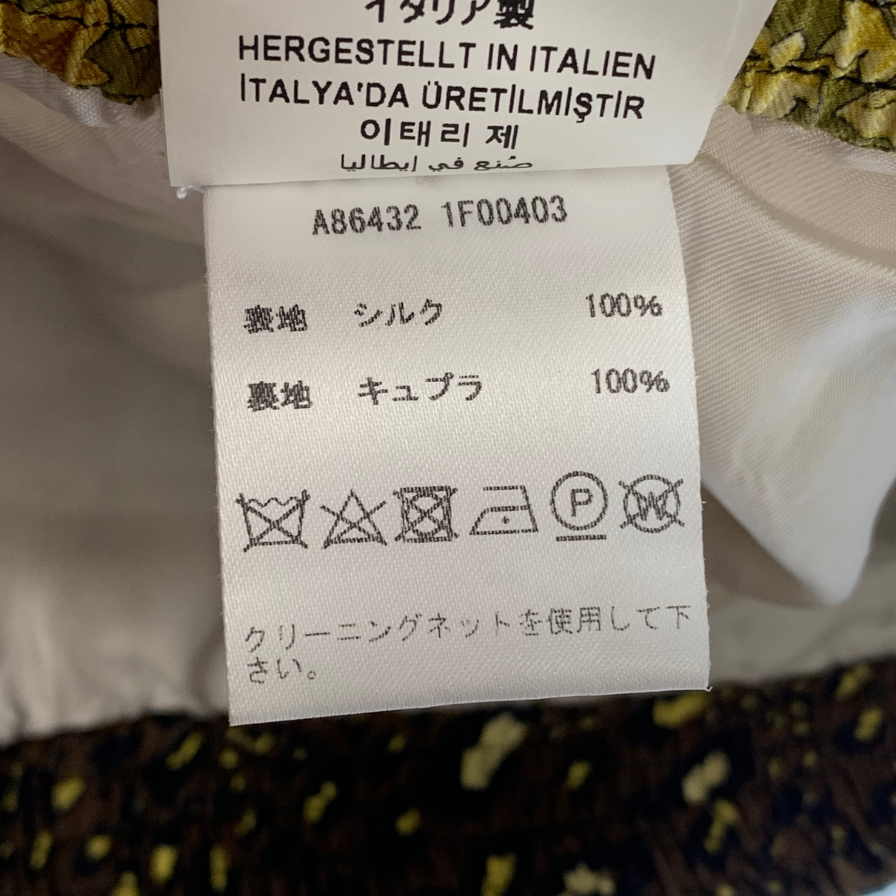 イタリア製
HERGESTELLT IN ITALIEN
İTALYA'DA ÜRETİLMİŞTİR
이태리 제
صُنع في إيطاليا
A86432 1F00403
裏地 シルク 100%
裏地 キュプラ 100%
P W
クリーニングネットを使用して下
さい。